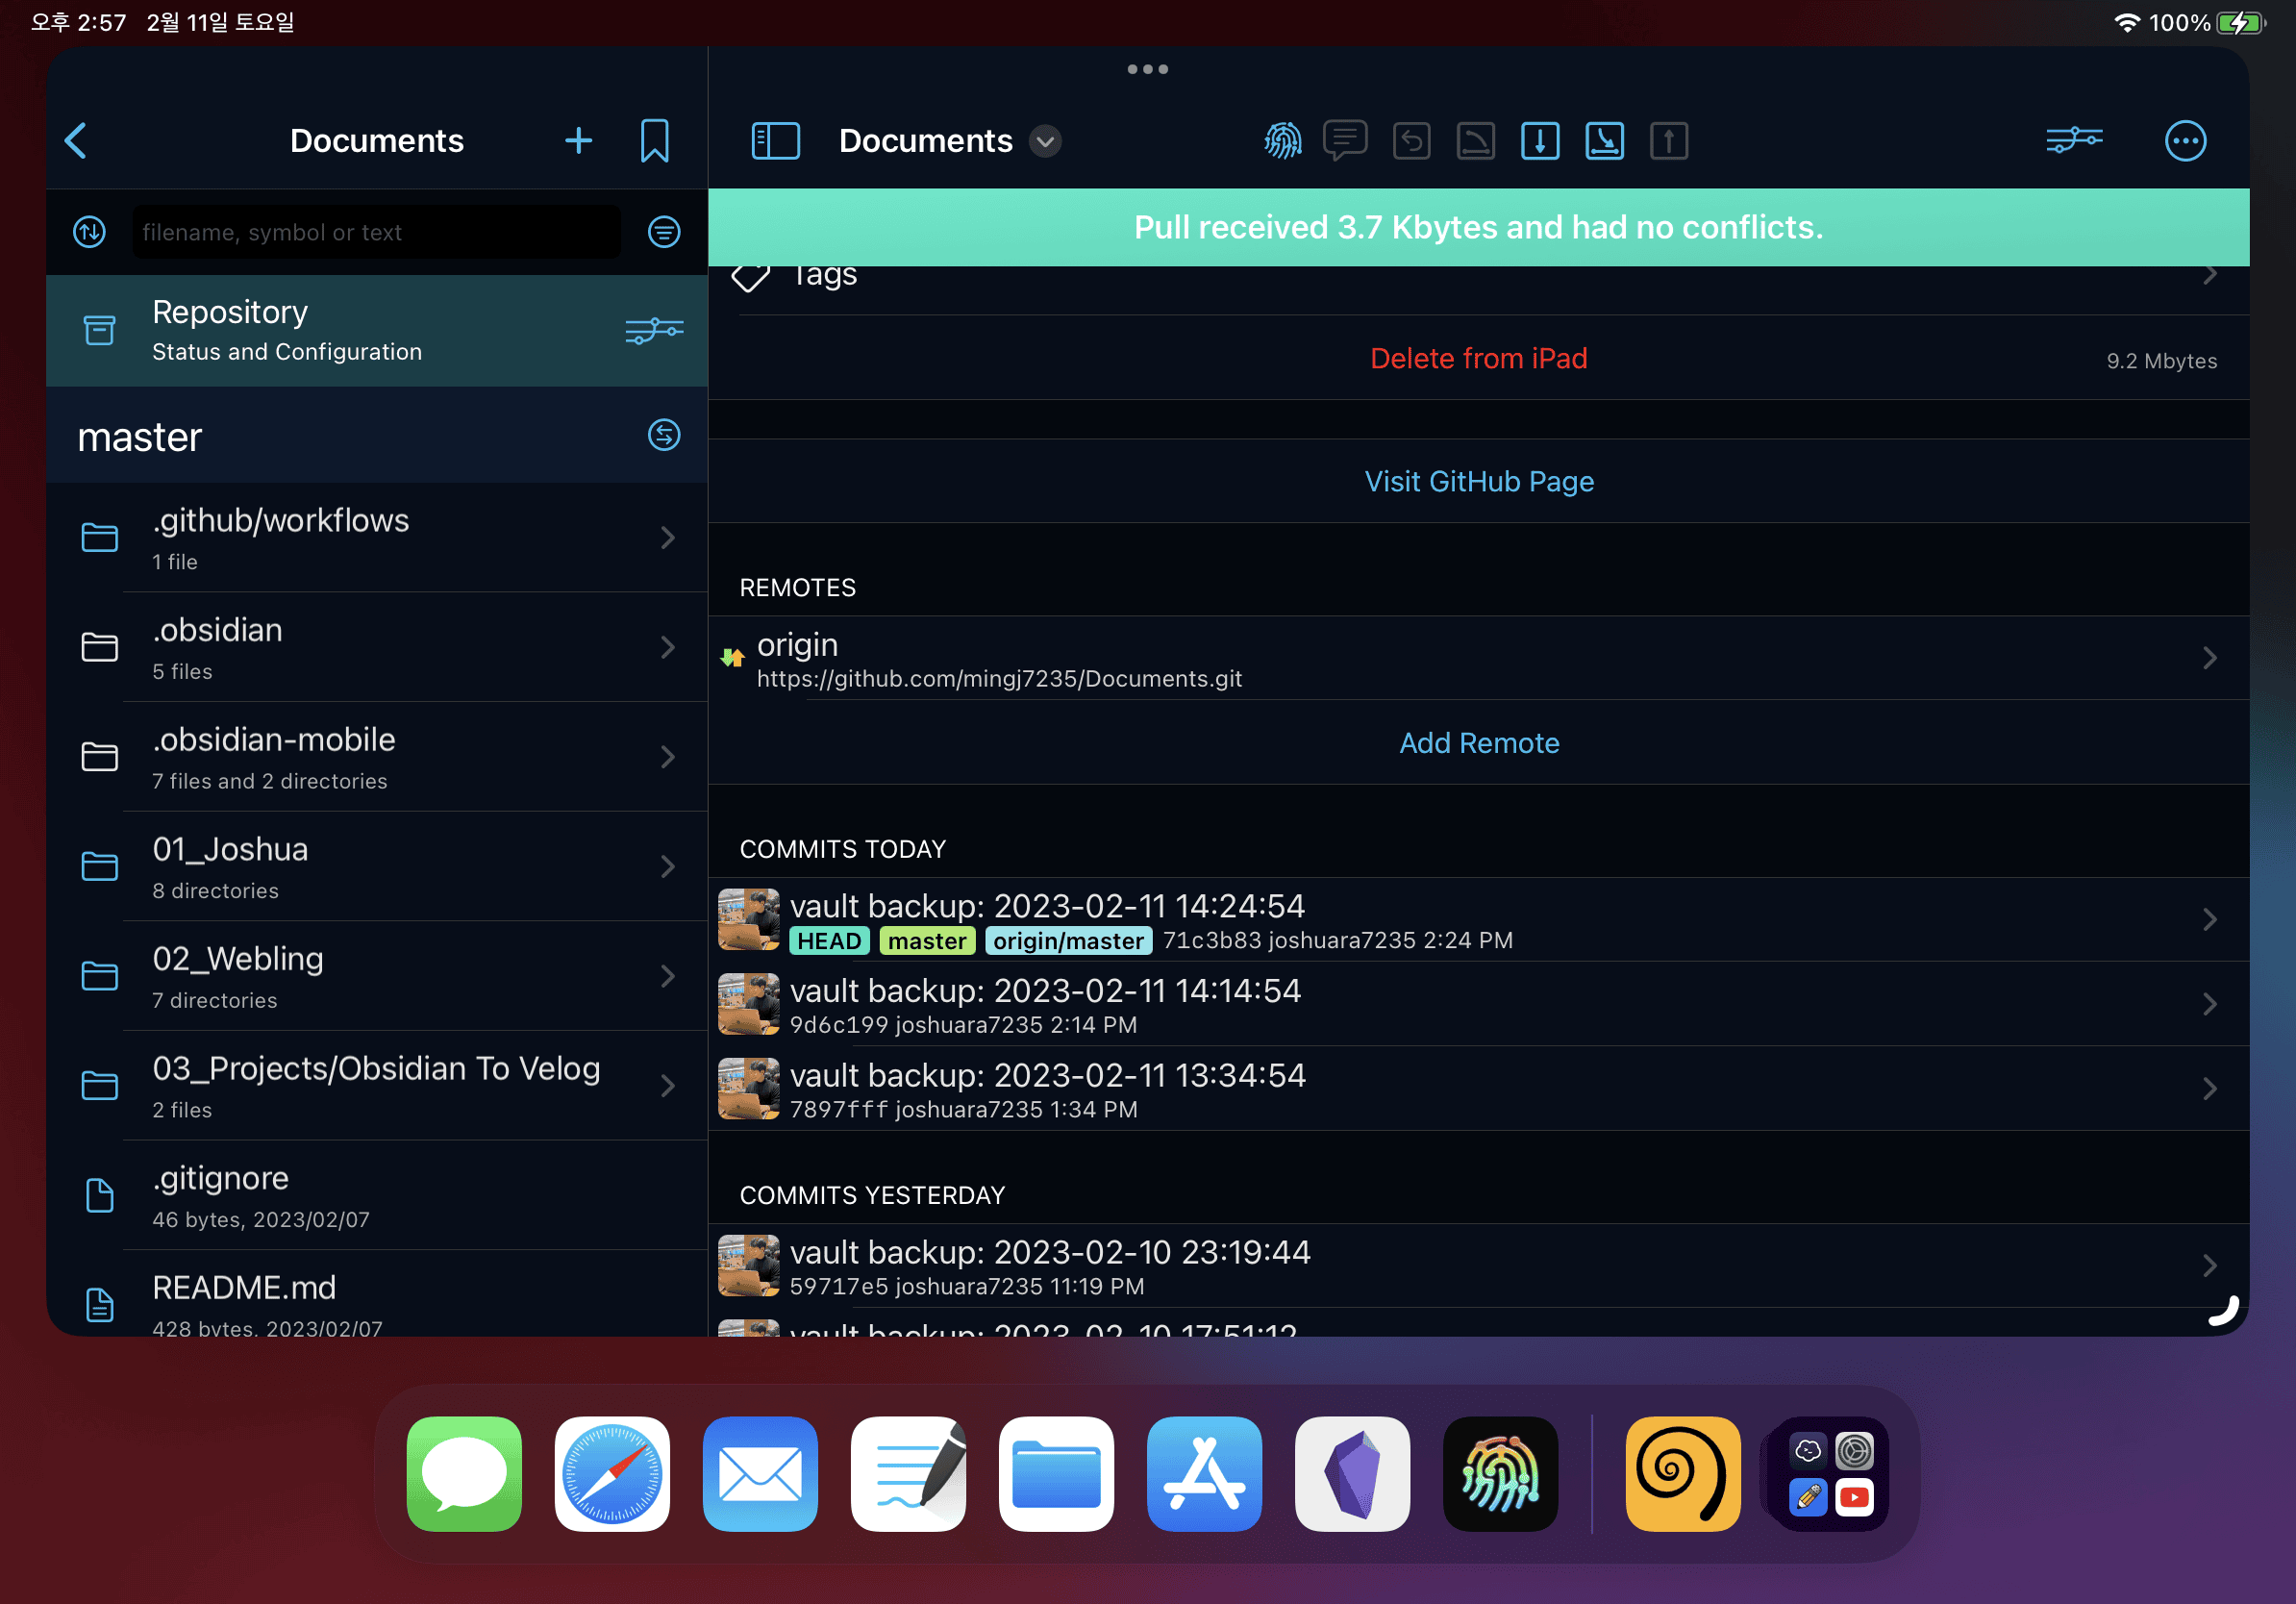 오후 2:57 2월 11일 토요일
100%
Documents
filename, symbol or text
Repository
Status and Configuration
master
.github/workflows
1 file
.obsidian
5 files
.obsidian-mobile
7 files and 2 directories
01_Joshua
8 directories
02_Webling
7 directories
03_Projects/Obsidian To Velog
2 files
.gitignore
46 bytes, 2023/02/07
README.md
428 bytes, 2023/02/07
Documents
Pull received 3.7 Kbytes and had no conflicts.
Tags
Delete from iPad
9.2 Mbytes
Visit GitHub Page
REMOTES
origin
https://github.com/mingj7235/Documents.git
Add Remote
COMMITS TODAY
vault backup: 2023-02-11 14:24:54
HEAD master origin/master 71c3b83 joshuara7235 2:24 PM
vault backup: 2023-02-11 14:14:54
9d6c199 joshuara7235 2:14 PM
vault backup: 2023-02-11 13:34:54
7897fff joshuara7235 1:34 PM
COMMITS YESTERDAY
vault backup: 2023-02-10 23:19:44
59717e5 joshuara7235 11:19 PM
vault backup: 2023-02-10 17:51:12